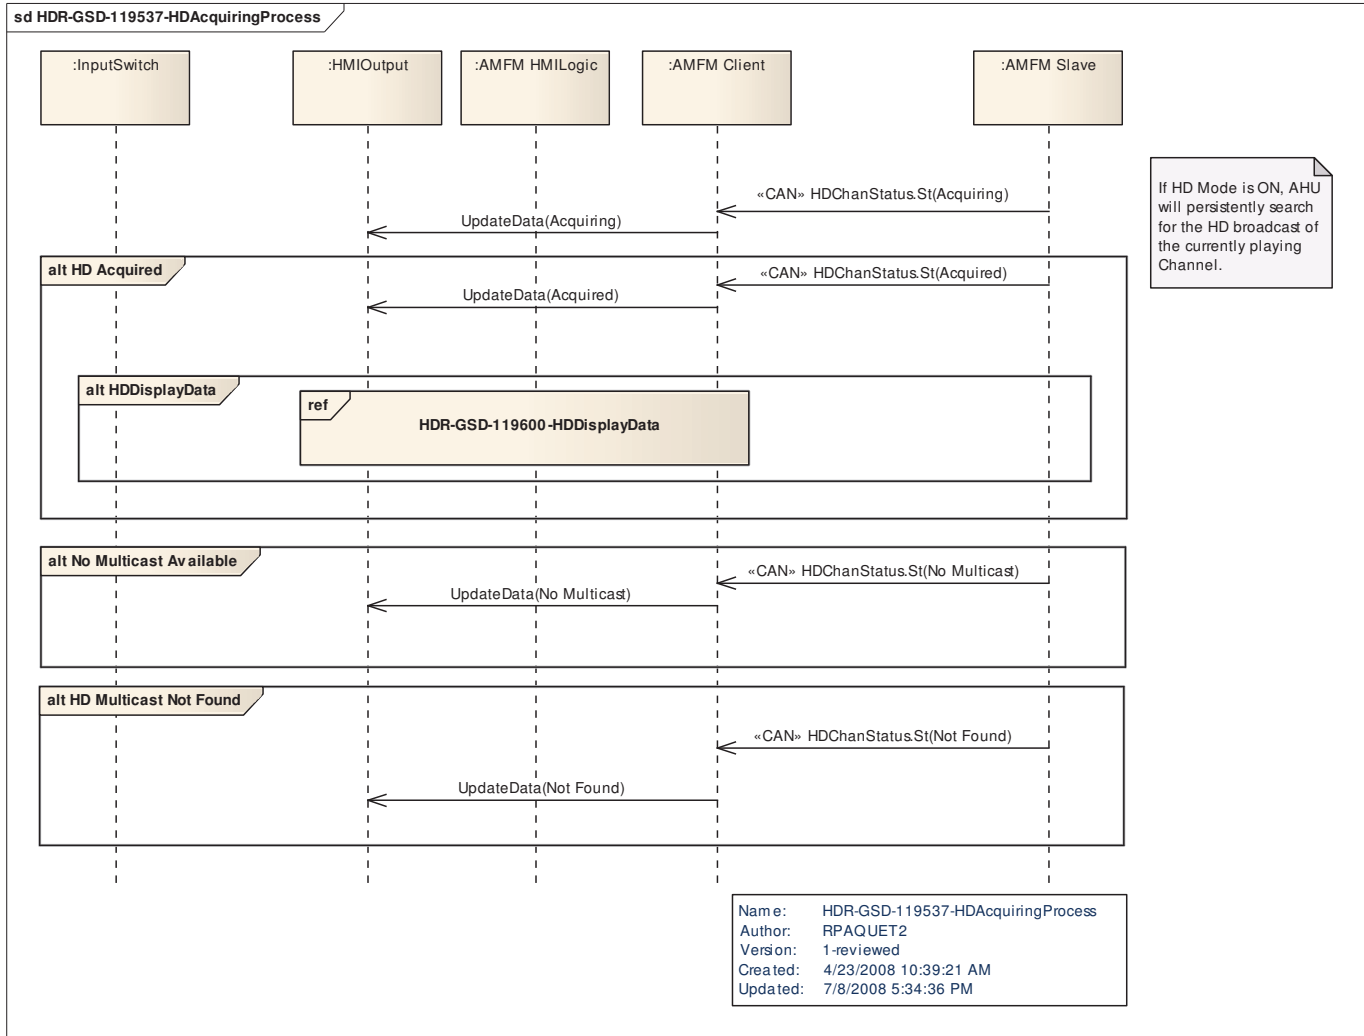 sd HDR-GSD-119537-HDAcquiringProcess
:InputSwitch
:HMIOutput
:AMFM HMILogic
:AMFM Client
:AMFM Slave
If HD Mode is ON, AHU
will persistently search
for the HD broadcast of
the currently playing
Channel.
«CAN» HDChanStatus.St(Acquiring)
UpdateData(Acquiring)
alt HD Acquired
«CAN» HDChanStatus.St(Acquired)
UpdateData(Acquired)
alt HDDisplayData
ref
HDR-GSD-119600-HDDisplayData
alt No Multicast Available
«CAN» HDChanStatus.St(No Multicast)
UpdateData(No Multicast)
alt HD Multicast Not Found
«CAN» HDChanStatus.St(Not Found)
UpdateData(Not Found)
Name: HDR-GSD-119537-HDAcquiringProcess
Author: RPAQUET2
Version: 1-reviewed
Created: 4/23/2008 10:39:21 AM
Updated: 7/8/2008 5:34:36 PM